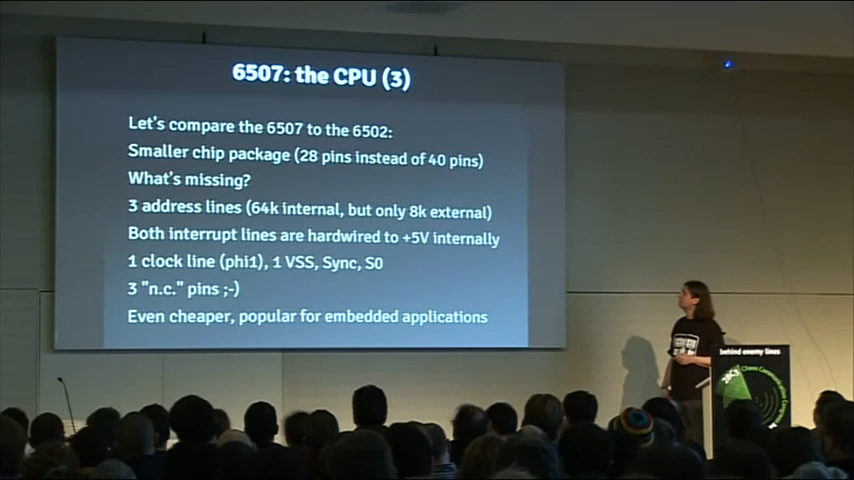 6507: the CPU (3)
Let's compare the 6507 to the 6502:
Smaller chip package (28 pins instead of 40 pins)
What's missing?
3 address lines (64k internal, but only 8k external)
Both interrupt lines are hardwired to +5V internally
1 clock line (phi1), 1 VSS, Sync, S0
3 "n.c." pins ;-)
Even cheaper, popular for embedded applications
behind enemy lines